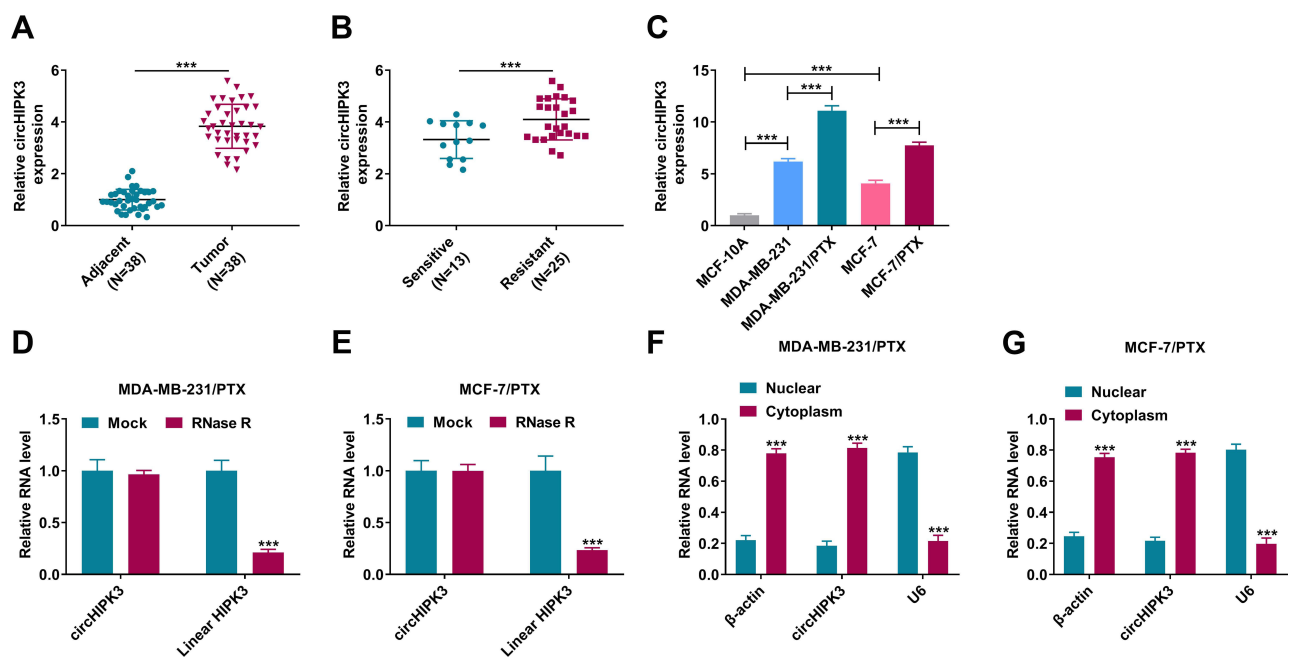 A
Relative circHIPK3
expression
6
4
2
0
***
Adjacent
(N=38)
Tumor
(N=38)
B
Relative circHIPK3
expression
6
4
2
0
***
Sensitive
(N=13)
Resistant
(N=25)
C
Relative circHIPK3
expression
15
10
5
0
***
***
***
***
MCF-10A
MDA-MB-231
MDA-MB-231/PTX
MCF-7
MCF-7/PTX
D
MDA-MB-231/PTX
Mock
RNase R
Relative RNA level
1.5
1.0
0.5
0.0
***
circHIPK3
Linear HIPK3
E
MCF-7/PTX
Mock
RNase R
Relative RNA level
1.5
1.0
0.5
0.0
***
circHIPK3
Linear HIPK3
F
MDA-MB-231/PTX
Nuclear
Cytoplasm
Relative RNA level
0.8
0.6
0.4
0.2
0.0
***
***
***
β-actin
circHIPK3
U6
G
MCF-7/PTX
Nuclear
Cytoplasm
Relative RNA level
0.8
0.6
0.4
0.2
0.0
1.0
***
***
***
β-actin
circHIPK3
U6